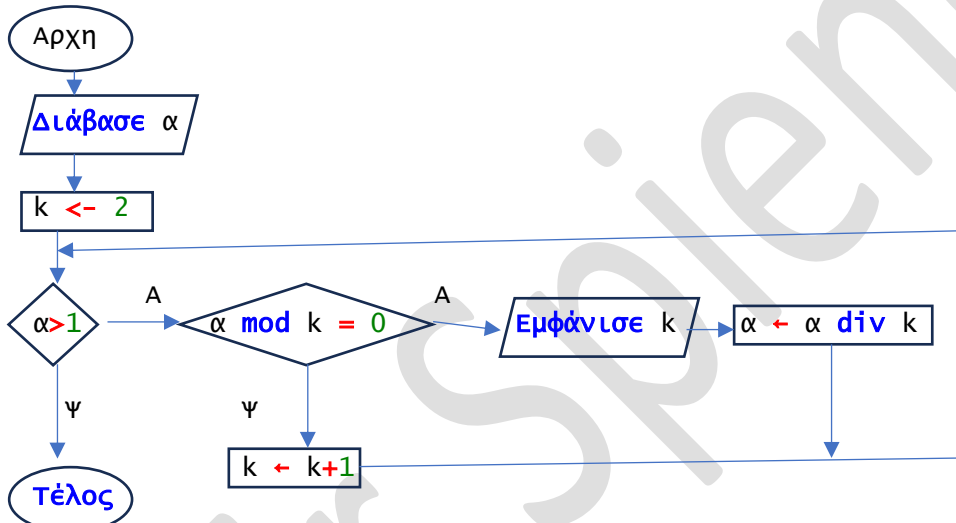 Αρχη
Διάβασε α
k <- 2
Α
Α
α>1
α mod k = 0
Εμφάνισε k
α ← α div k
Ψ
Ψ
k ← k+1
Τέλος